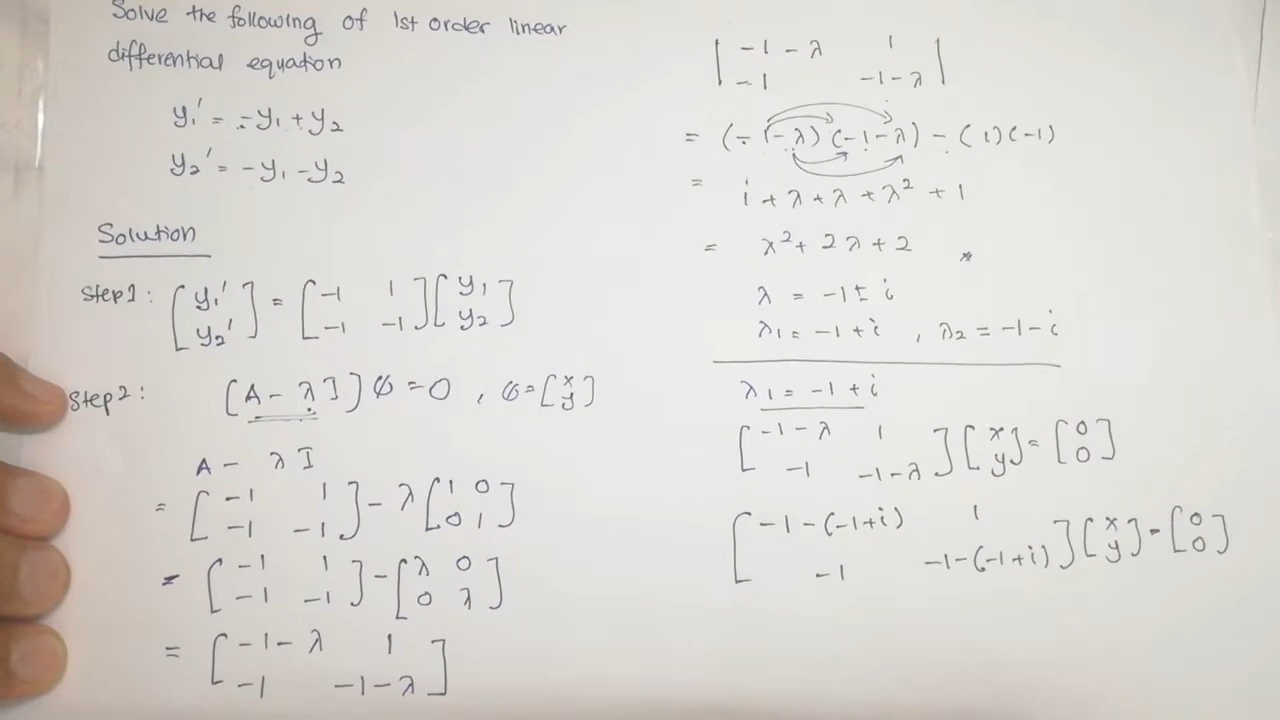 Solve the following of 1st order linear
differential equation
y₁' = -y₁ + y₂
y₂' = -y₁ - y₂
Solution
Step1: [y₁' ; y₂'] = [-1 1 ; -1 -1] [y₁ ; y₂]
Step2: [A - λI] ϕ = 0 , ϕ = [x ; y]
A - λI
= [-1 1 ; -1 -1] - λ [1 0 ; 0 1]
= [-1 1 ; -1 -1] - [λ 0 ; 0 λ]
= [-1-λ 1 ; -1 -1-λ]
| -1-λ 1 ; -1 -1-λ |
= (-1-λ)(-1-λ) - (1)(-1)
= 1 + λ + λ + λ² + 1
= λ² + 2λ + 2 *
λ = -1 ± i
λ₁ = -1 + i , λ₂ = -1 - i
λ₁ = -1 + i
[-1-λ 1 ; -1 -1-λ] [x ; y] = [0 ; 0]
[-1-(-1+i) 1 ; -1 -1-(-1+i)] [x ; y] = [0 ; 0]